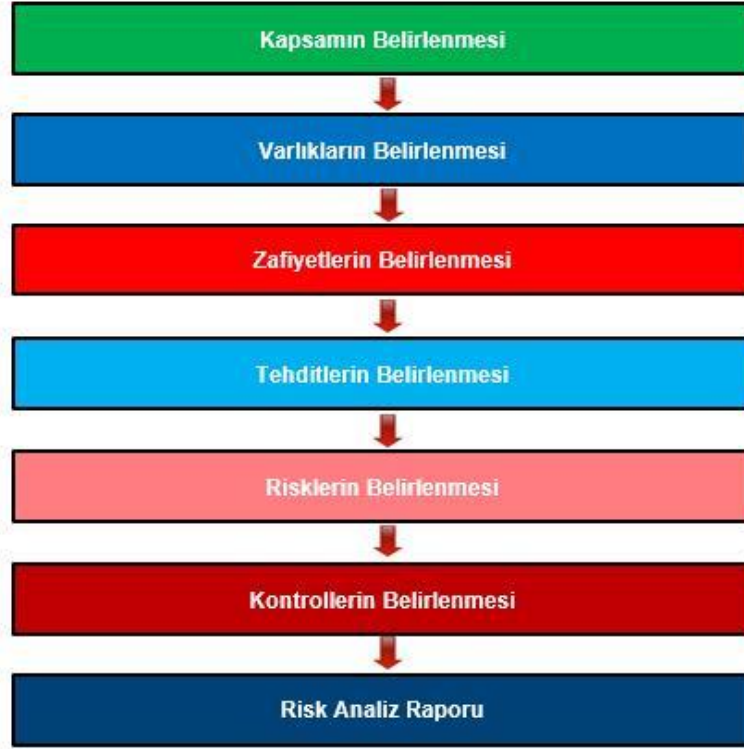 Kapsamın Belirlenmesi
Varlıkların Belirlenmesi
Zafiyetlerin Belirlenmesi
Tehditlerin Belirlenmesi
Risklerin Belirlenmesi
Kontrollerin Belirlenmesi
Risk Analiz Raporu